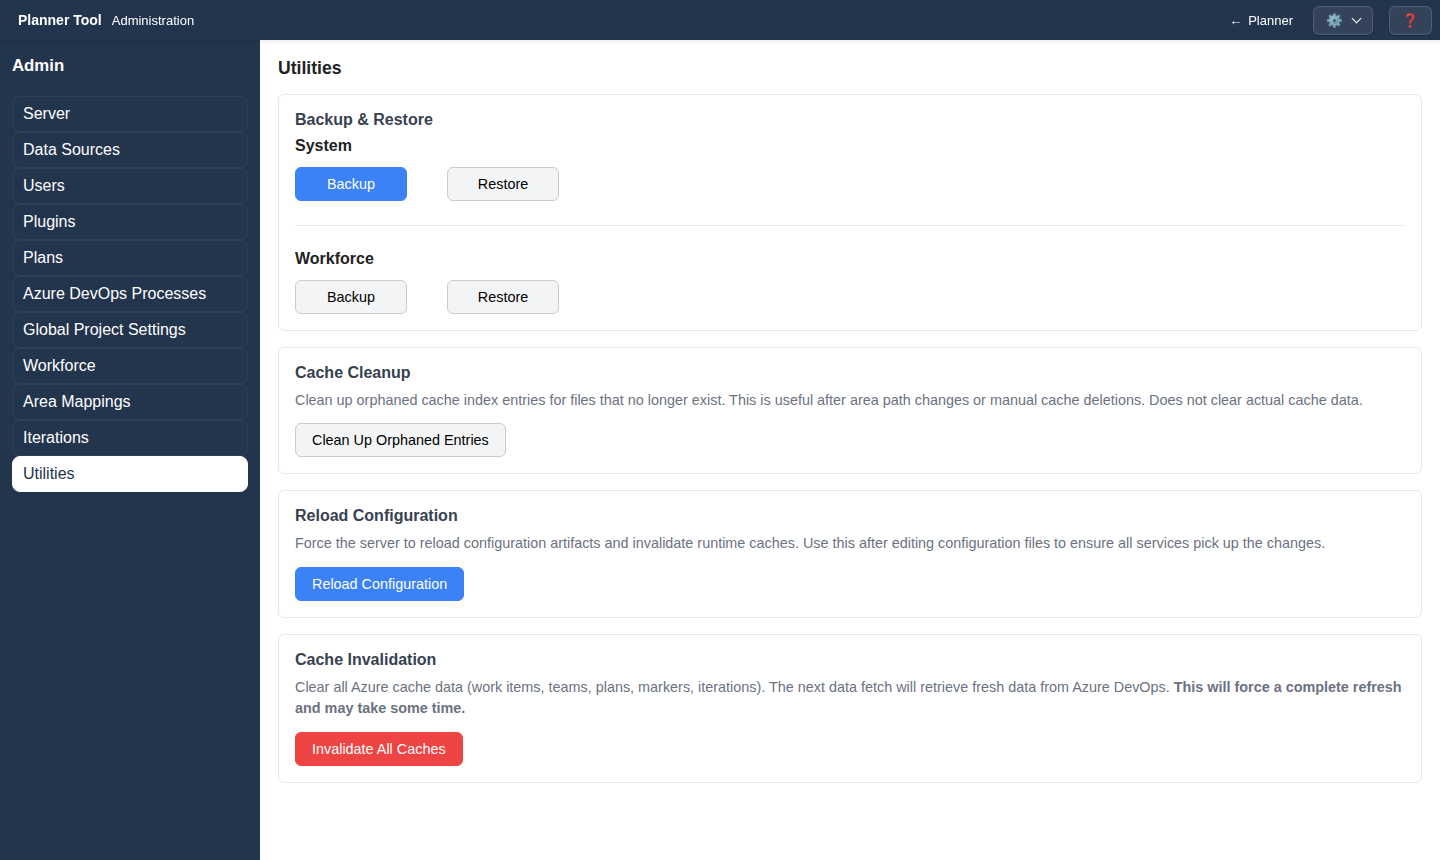 Planner Tool Administration
← Planner
Admin
Server
Data Sources
Users
Plugins
Plans
Azure DevOps Processes
Global Project Settings
Workforce
Area Mappings
Iterations
Utilities
Utilities
Backup & Restore
System
Backup Restore
Workforce
Backup Restore
Cache Cleanup
Clean up orphaned cache index entries for files that no longer exist. This is useful after area path changes or manual cache deletions. Does not clear actual cache data.
Clean Up Orphaned Entries
Reload Configuration
Force the server to reload configuration artifacts and invalidate runtime caches. Use this after editing configuration files to ensure all services pick up the changes.
Reload Configuration
Cache Invalidation
Clear all Azure cache data (work items, teams, plans, markers, iterations). The next data fetch will retrieve fresh data from Azure DevOps. This will force a complete refresh
and may take some time.
Invalidate All Caches